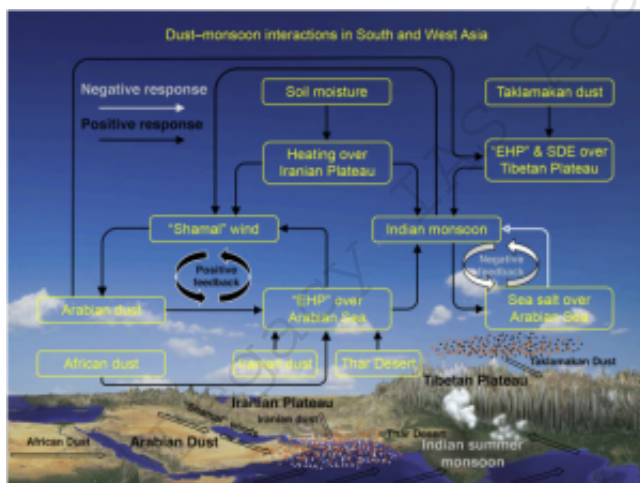 Dust–monsoon interactions in South and West Asia
Negative response
Positive response
Soil moisture
Taklamakan dust
Heating over
Iranian Plateau
"EHP" & SDE over
Tibetan Plateau
"Shamal" wind
Indian monsoon
Positive
feedback
Negative
feedback
Arabian dust
"EHP" over
Arabian Sea
Sea salt over
Arabian Sea
African dust
Iranian dust
Thar Desert
Taklamakan Dust
Tibetan Plateau
Iranian Plateau
Iranian dust
"Shamal" winds
Thar Desert
African Dust
Arabian Dust
Indian summer
monsoon